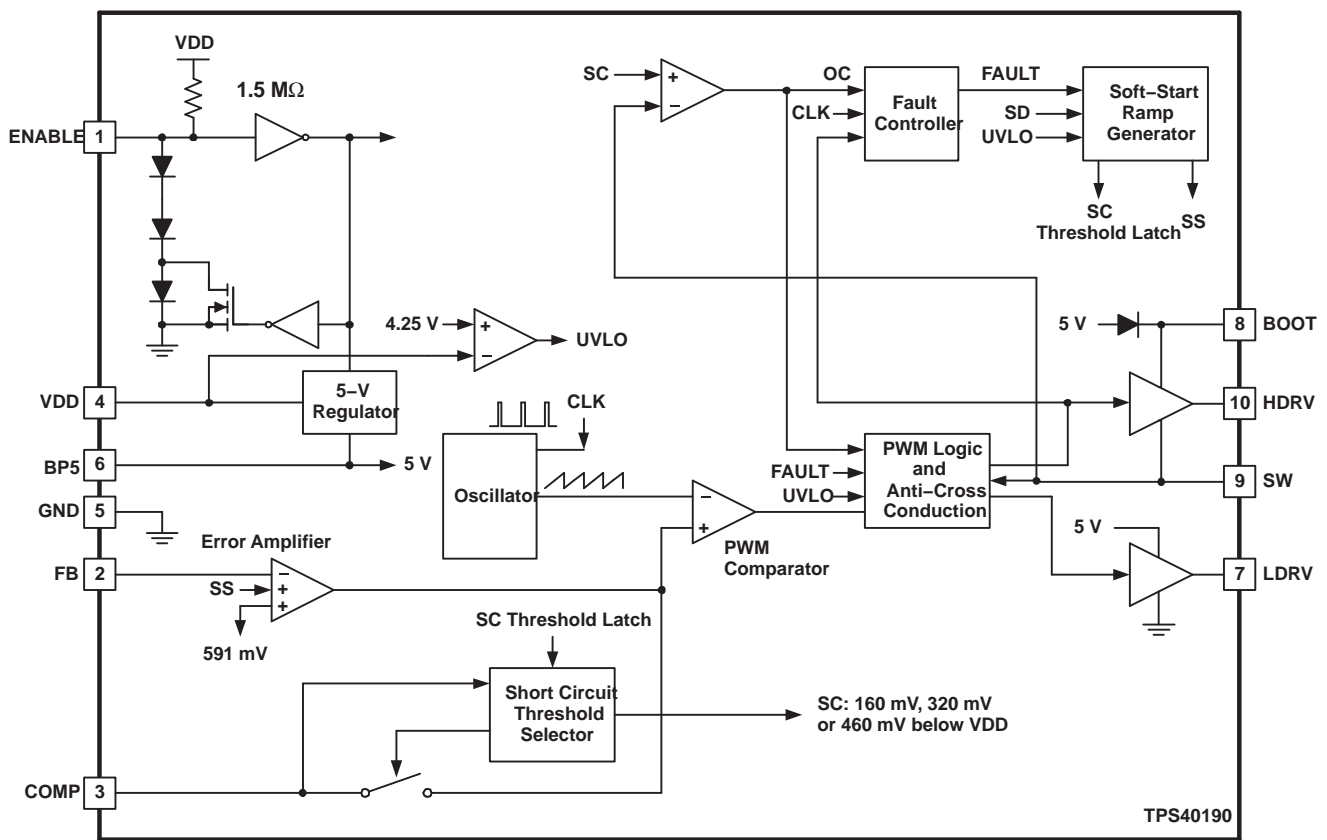 VDD
1.5 MΩ
ENABLE
1
SC
+
−
OC
CLK
Fault
Controller
FAULT
SD
UVLO
Soft−Start
Ramp
Generator
SC
Threshold Latch
SS
4.25 V
+
−
UVLO
5 V
8
BOOT
VDD
4
5−V
Regulator
10
HDRV
CLK
BP5
6
5 V
Oscillator
FAULT
UVLO
PWM Logic
and
Anti−Cross
Conduction
9
SW
GND
5
−
+
PWM
Comparator
5 V
Error Amplifier
FB
2
−
SS
+
+
591 mV
7
LDRV
SC Threshold Latch
Short Circuit
Threshold
Selector
SC: 160 mV, 320 mV
or 460 mV below VDD
COMP
3
TPS40190